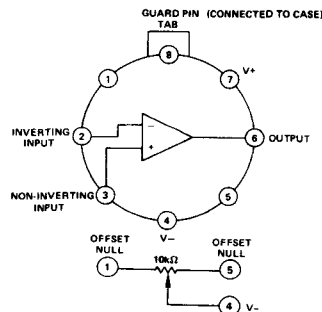 GUARD PIN (CONNECTED TO CASE)
TAB
8
1
7
V+
INVERTING
INPUT
2
−
+
6
OUTPUT
NON-INVERTING
INPUT
3
5
4
V−
OFFSET
NULL
OFFSET
NULL
1
10kΩ
5
4
V−